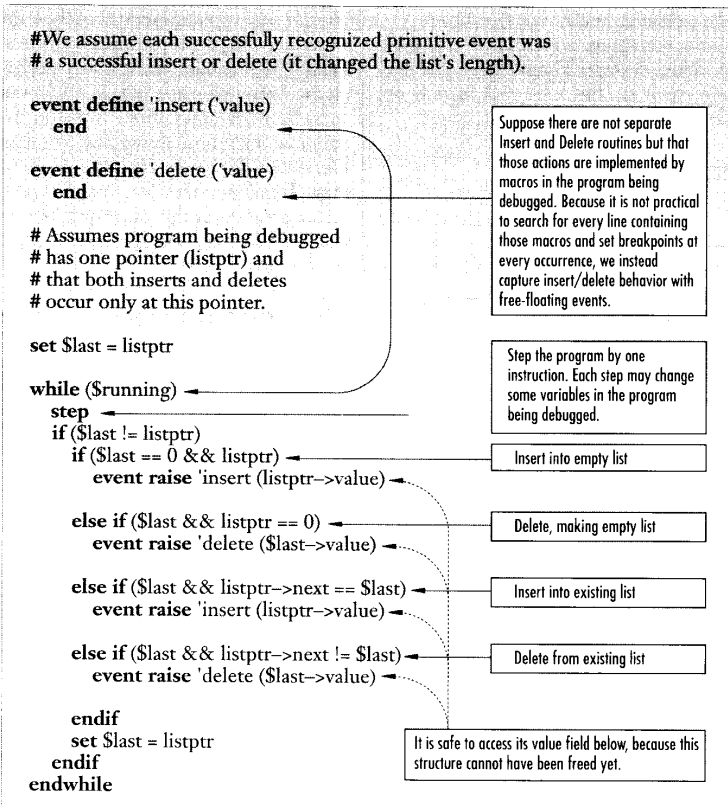 #We assume each successfully recognized primitive event was
# a successful insert or delete (it changed the list's length).
event define 'insert ('value)
end
event define 'delete ('value)
end
Suppose there are not separate
Insert and Delete routines but that
those actions are implemented by
macros in the program being
debugged. Because it is not practical
to search for every line containing
those macros and set breakpoints at
every occurrence, we instead
capture insert/delete behavior with
free-floating events.
# Assumes program being debugged
# has one pointer (listptr) and
# that both inserts and deletes
# occur only at this pointer.
set $last = listptr
while ($running)
step
Step the program by one
instruction. Each step may change
some variables in the program
being debugged.
if ($last != listptr)
if ($last == 0 && listptr)
Insert into empty list
event raise 'insert (listptr–>value)
else if ($last && listptr == 0)
Delete, making empty list
event raise 'delete ($last–>value)
else if ($last && listptr–>next == $last)
Insert into existing list
event raise 'insert (listptr–>value)
else if ($last && listptr–>next != $last)
Delete from existing list
event raise 'delete ($last–>value)
endif
set $last = listptr
endif
endwhile
It is safe to access its value field below, because this
structure cannot have been freed yet.